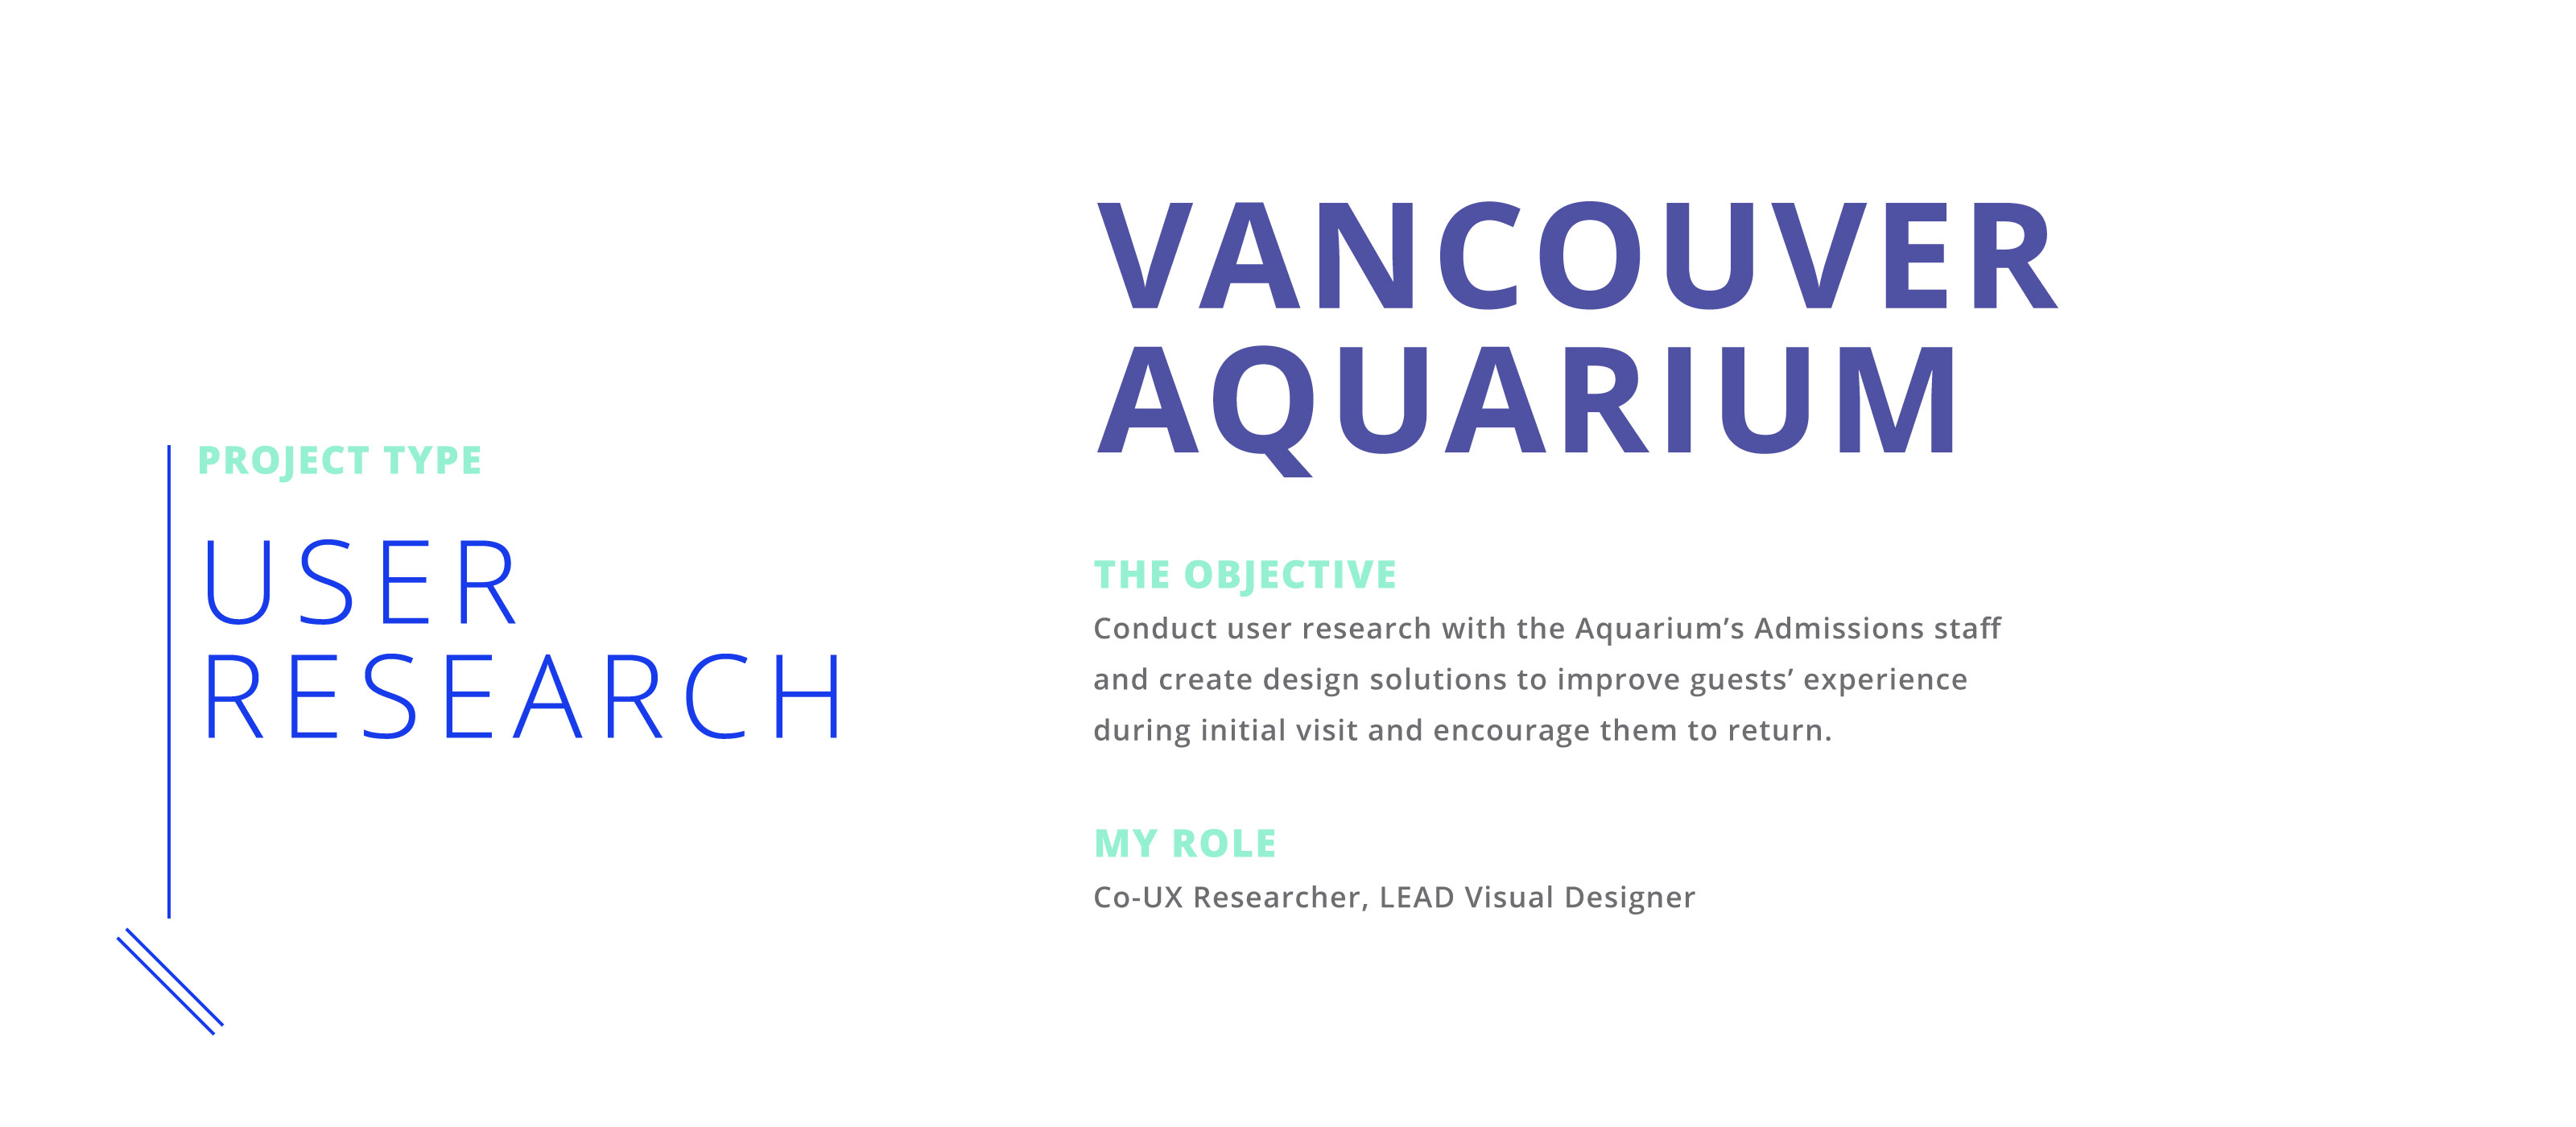 PROJECT TYPE
USER
RESEARCH
VANCOUVER
AQUARIUM
THE OBJECTIVE
Conduct user research with the Aquarium’s Admissions staff
and create design solutions to improve guests’ experience
during initial visit and encourage them to return.
MY ROLE
Co-UX Researcher, LEAD Visual Designer